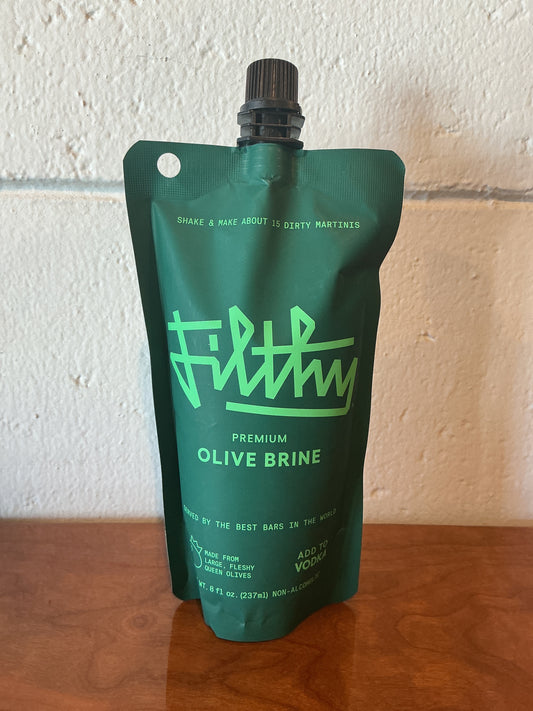 SHAKE & MAKE ABOUT 15 DIRTY MARTINIS
Filthy
PREMIUM
OLIVE BRINE
SERVED BY THE BEST BARS IN THE WORLD
MADE FROM
LARGE, FLESHY
QUEEN OLIVES
ADD TO
VODKA
WT. 8 fl oz. (237ml) NON-ALCOHOLIC